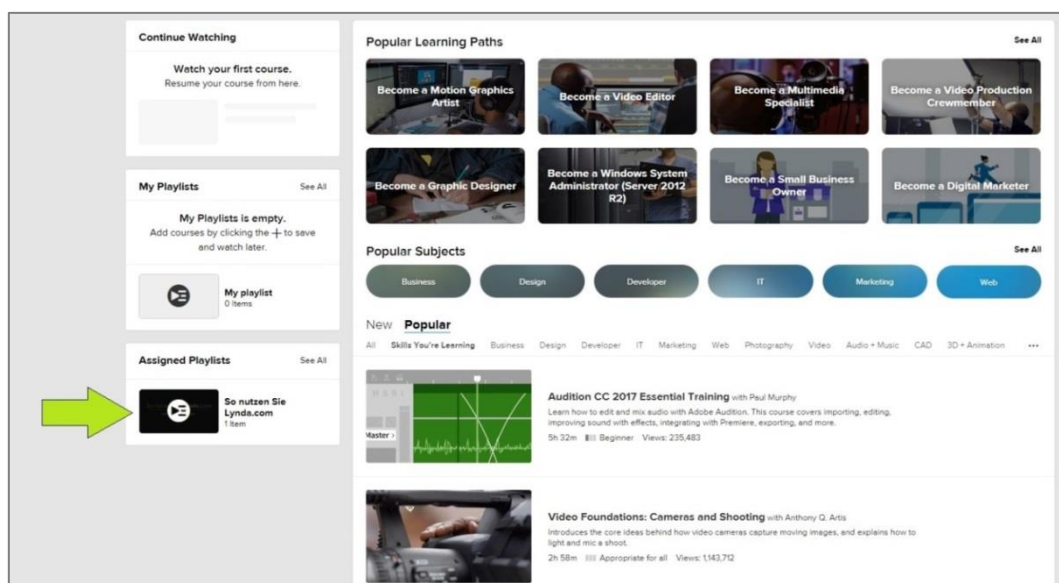 Continue Watching
Watch your first course.
Resume your course from here.
My Playlists
See All
My Playlists is empty.
Add courses by clicking the + to save
and watch later.
My playlist
0 Items
Assigned Playlists
See All
So nutzen Sie
Lynda.com
1 Item
Popular Learning Paths
See All
Become a Motion Graphics
Artist
Become a Video Editor
Become a Multimedia
Specialist
Become a Video Production
Crewmember
Become a Graphic Designer
Become a Windows System
Administrator (Server 2012
R2)
Become a Small Business
Owner
Become a Digital Marketer
Popular Subjects
See All
Business
Design
Developer
IT
Marketing
Web
New Popular
All Skills You're Learning Business Design Developer IT Marketing Web Photography Video Audio + Music CAD 3D + Animation ...
Master >
Audition CC 2017 Essential Training with Paul Murphy
Learn how to edit and mix audio with Adobe Audition. This course covers importing, editing,
improving sound with effects, integrating with Premiere, exporting, and more.
5h 32m Beginner Views: 235,483
Video Foundations: Cameras and Shooting with Anthony Q. Artis
Introduces the core ideas behind how video cameras capture moving images, and explains how to
light and mic a shoot.
2h 58m Appropriate for all Views: 1,143,712